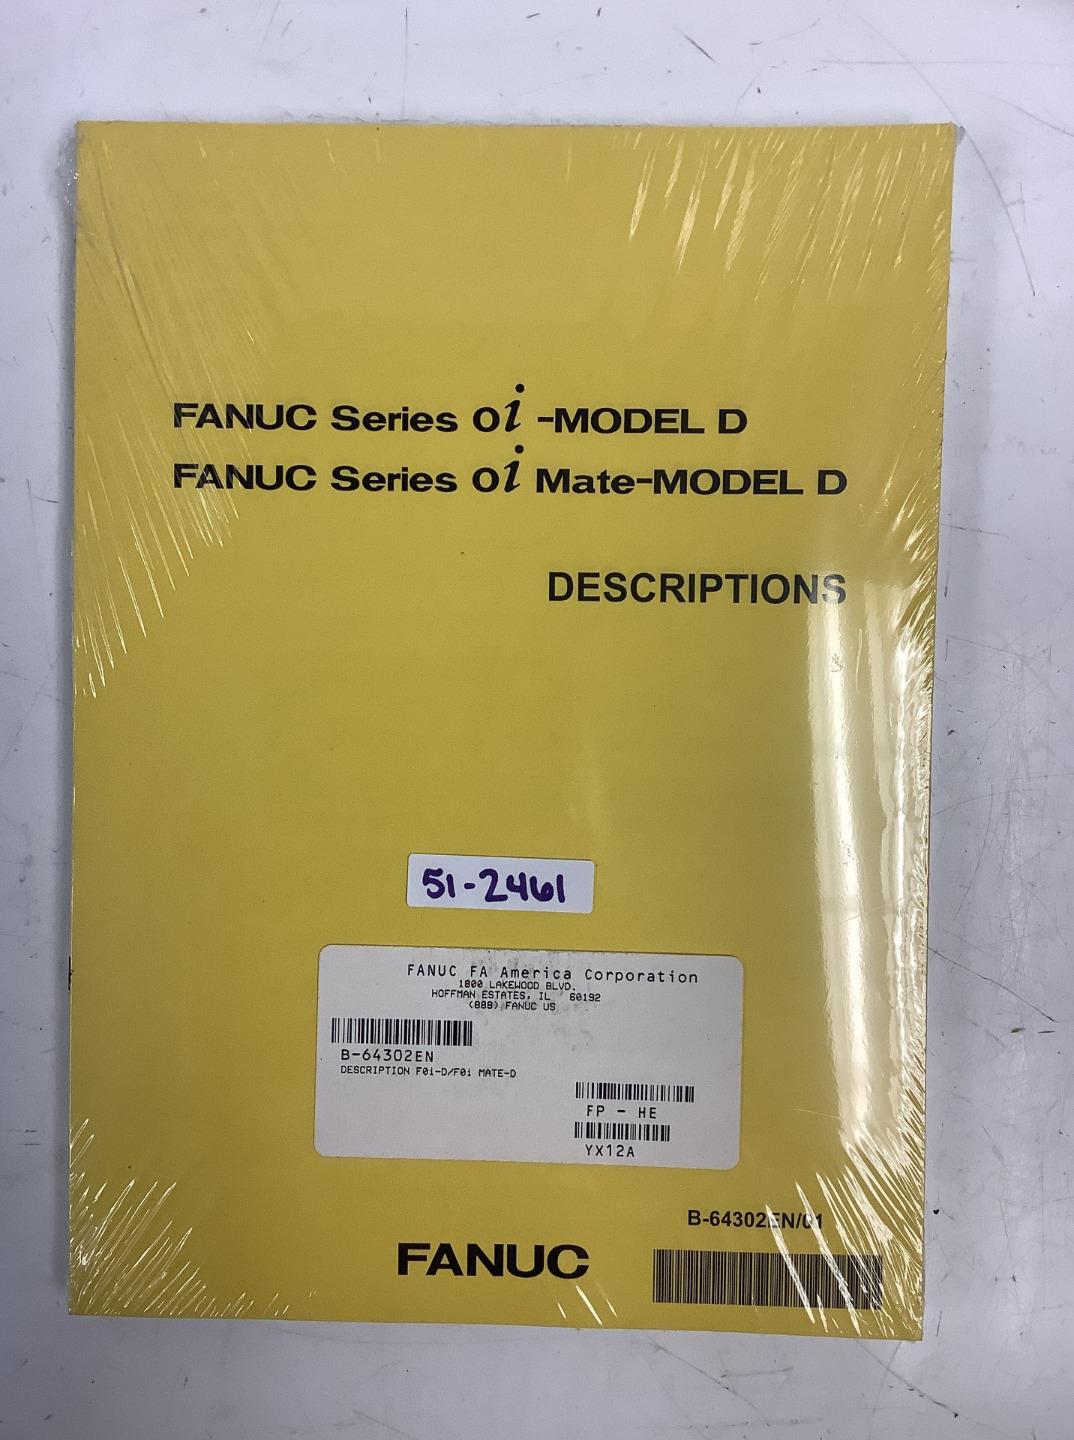 FANUC Series 0i -MODEL D
FANUC Series 0i Mate-MODEL D
DESCRIPTIONS
51-2461
FANUC FA America Corporation
1800 LAKEWOOD BLVD.
HOFFMAN ESTATES, IL 60192
(888) FANUC US
B-64302EN
DESCRIPTION F0i-D/F0i MATE-D
FP - HE
YX12A
B-64302EN/01
FANUC